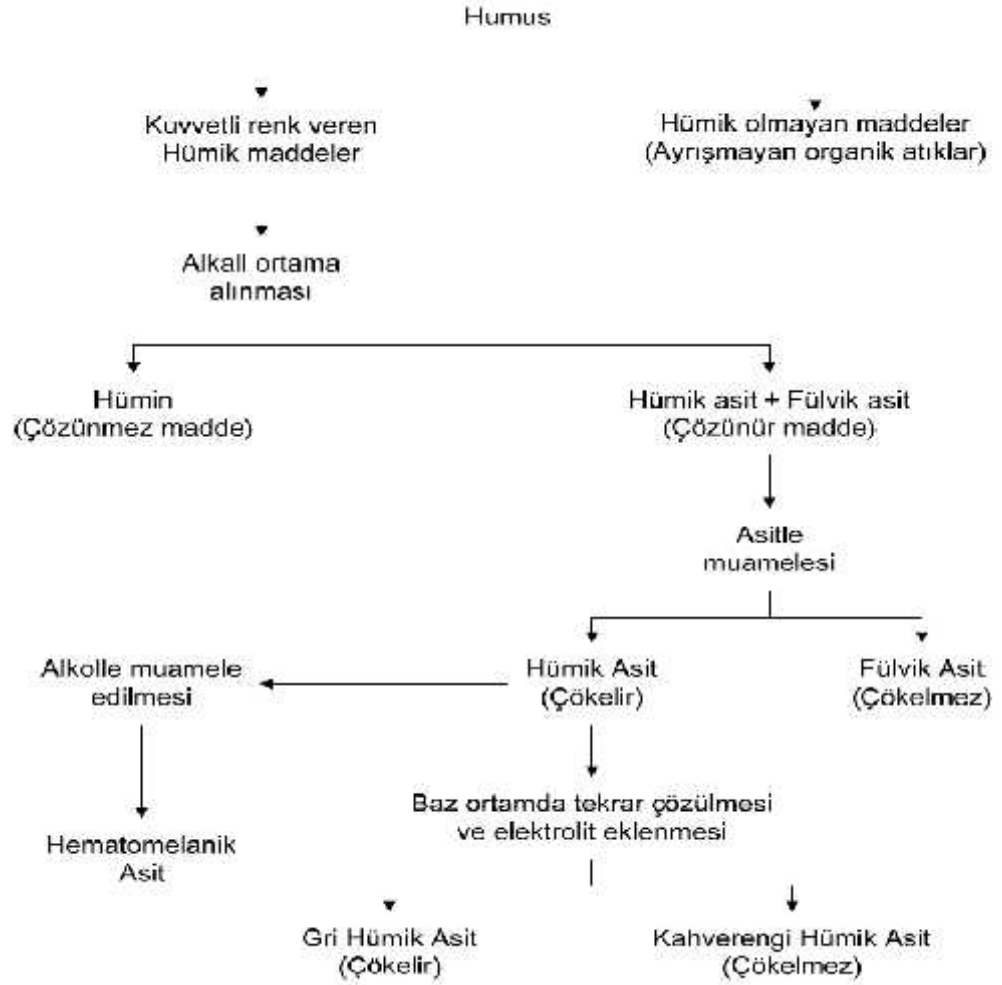 Humus
Kuvvetli renk veren
Hümik maddeler
Hümik olmayan maddeler
(Ayrışmayan organik atıklar)
Alkali ortama
alınması
Hümin
(Çözünmez madde)
Hümik asit + Fülvik asit
(Çözünür madde)
Asitle
muamelesi
Alkolle muamele
edilmesi
Hümik Asit
(Çökelir)
Fülvik Asit
(Çökelmez)
Baz ortamda tekrar çözülmesi
ve elektrolit eklenmesi
Hematomelanik
Asit
Gri Hümik Asit
(Çökelir)
Kahverengi Hümik Asit
(Çökelmez)